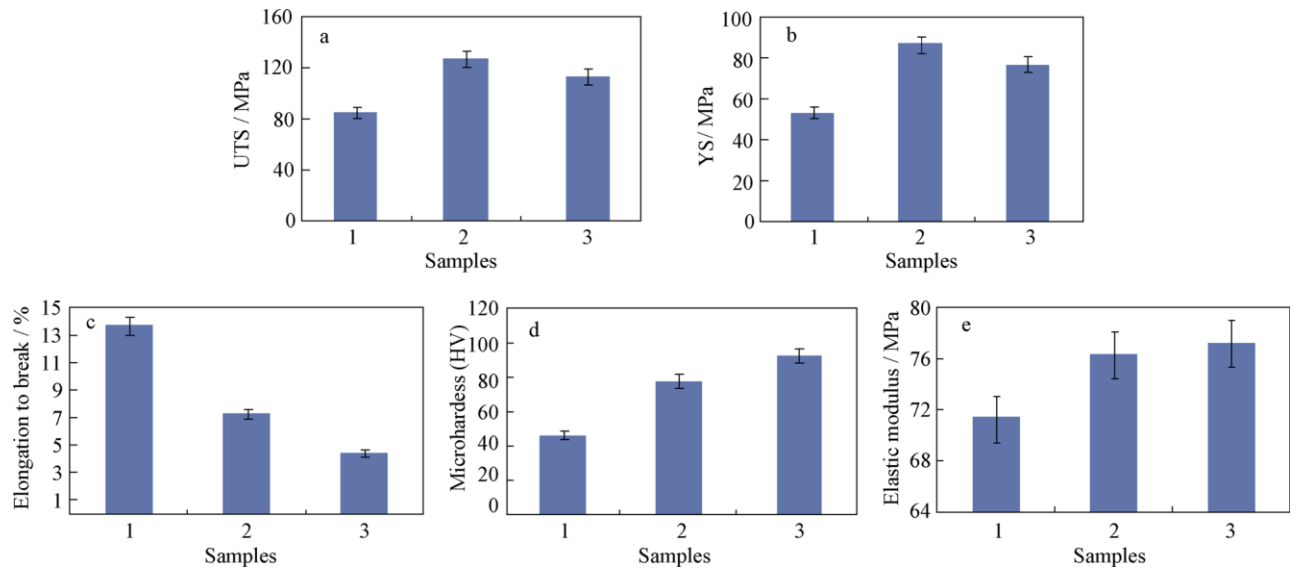 a
UTS / MPa
160
120
80
40
0
1 2 3
Samples
b
YS/ MPa
100
80
60
40
20
0
1 2 3
Samples
c
Elongation to break / %
15
13
11
9
7
5
3
1
1 2 3
Samples
d
Microhardess (HV)
120
100
80
60
40
20
0
1 2 3
Samples
e
Elastic modulus / MPa
80
76
72
68
64
1 2 3
Samples